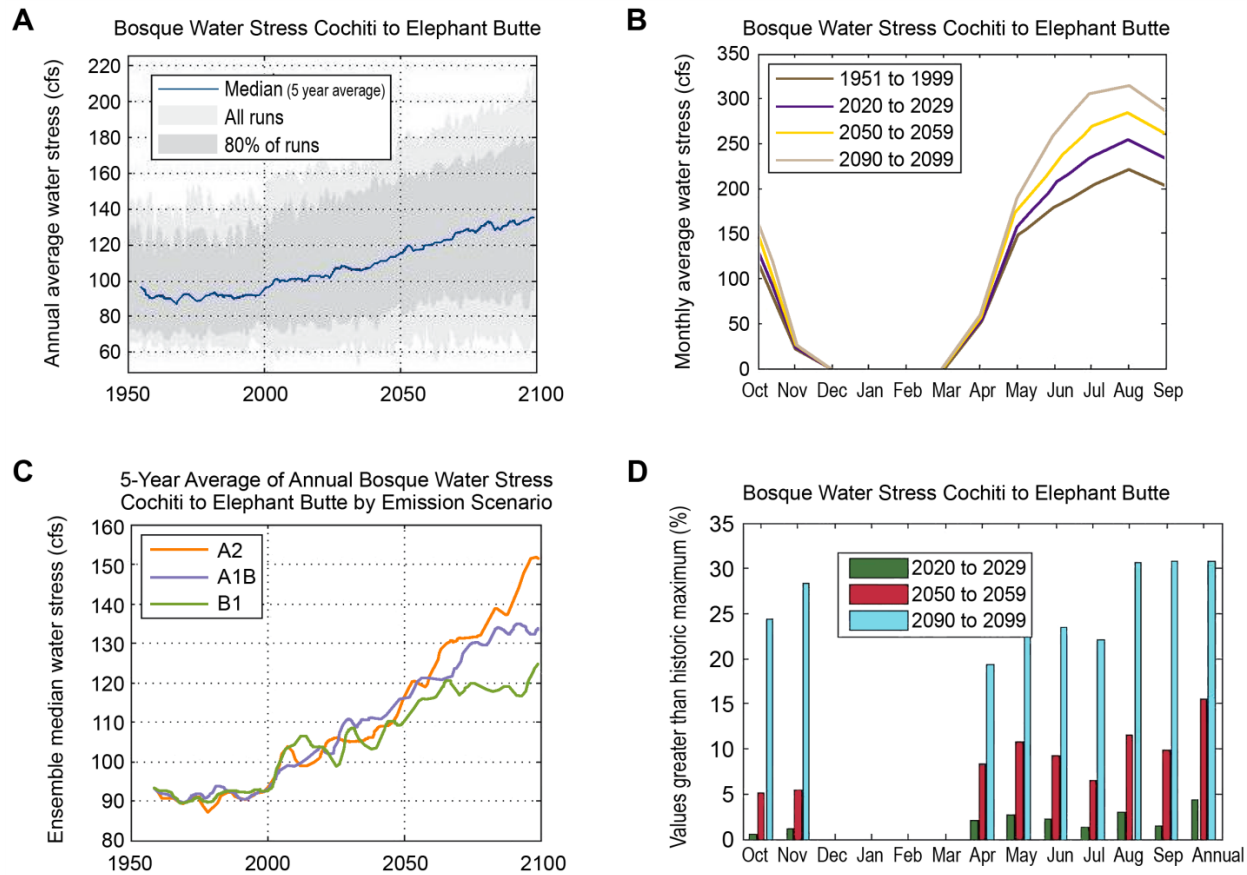 A
Bosque Water Stress Cochiti to Elephant Butte
Annual average water stress (cfs)
220
200
180
160
140
120
100
80
60
Median (5 year average)
All runs
80% of runs
1950
2000
2050
2100
B
Bosque Water Stress Cochiti to Elephant Butte
Monthly average water stress (cfs)
350
300
250
200
150
100
50
0
1951 to 1999
2020 to 2029
2050 to 2059
2090 to 2099
Oct Nov Dec Jan Feb Mar Apr May Jun Jul Aug Sep
C
5-Year Average of Annual Bosque Water Stress
Cochiti to Elephant Butte by Emission Scenario
Ensemble median water stress (cfs)
160
150
140
130
120
110
100
90
80
A2
A1B
B1
1950
2000
2050
2100
D
Bosque Water Stress Cochiti to Elephant Butte
Values greater than historic maximum (%)
35
30
25
20
15
10
5
0
2020 to 2029
2050 to 2059
2090 to 2099
Oct Nov Dec Jan Feb Mar Apr May Jun Jul Aug Sep Annual